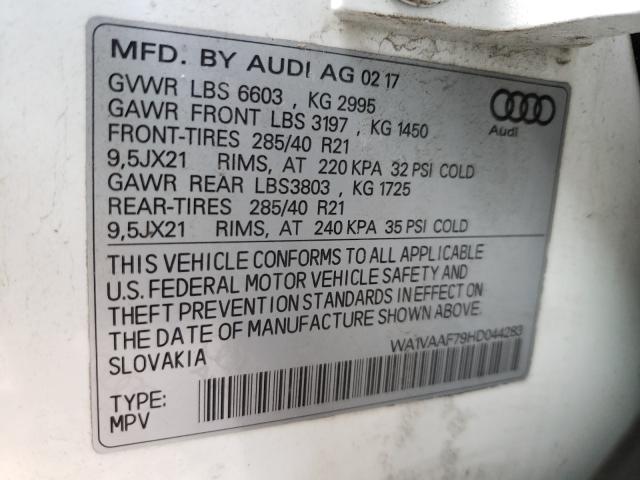 MFD. BY AUDI AG 02 17
GVWR LBS 6603 , KG 2995
GAWR FRONT LBS 3197 , KG 1450
FRONT-TIRES 285/40 R21
9,5JX21 RIMS, AT 220 KPA 32 PSI COLD
GAWR REAR LBS3803 , KG 1725
REAR-TIRES 285/40 R21
9,5JX21 RIMS, AT 240 KPA 35 PSI COLD
Audi
THIS VEHICLE CONFORMS TO ALL APPLICABLE
U.S. FEDERAL MOTOR VEHICLE SAFETY AND
THEFT PREVENTION STANDARDS IN EFFECT ON
THE DATE OF MANUFACTURE SHOWN ABOVE.
SLOVAKIA
WA1VAAF79HD044283
TYPE:
MPV